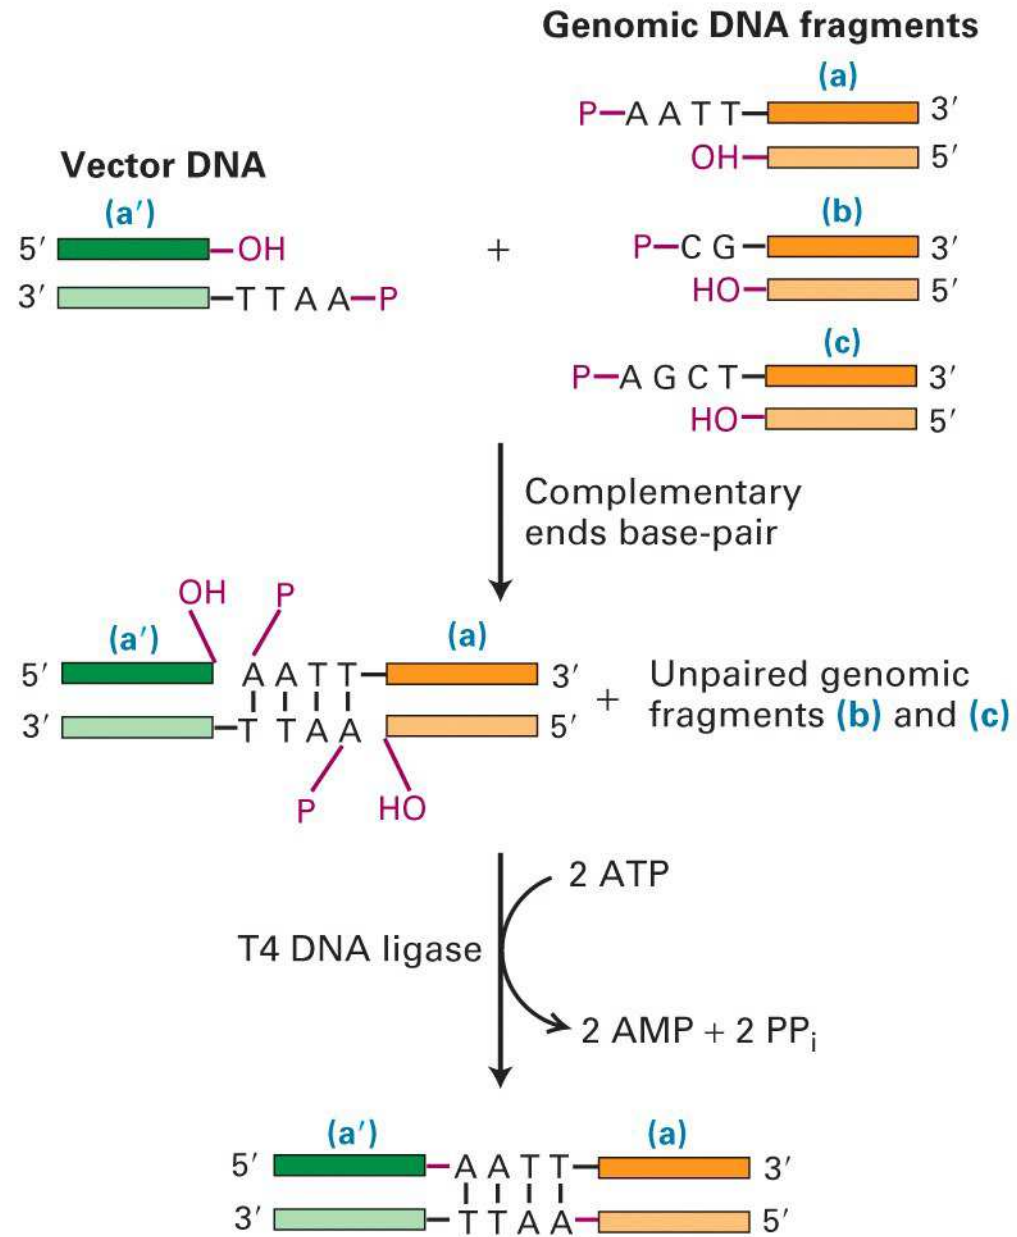 Genomic DNA fragments
(a)
P–A A T T– 3′
OH– 5′
Vector DNA
(a′)
5′ –OH
3′ –T T A A–P
+
(b)
P–C G– 3′
HO– 5′
(c)
P–A G C T– 3′
HO– 5′
Complementary
ends base-pair
OH P
(a′) (a)
5′ A A T T– 3′
3′ –T T A A 5′
P HO
+ Unpaired genomic
fragments (b) and (c)
2 ATP
T4 DNA ligase
2 AMP + 2 PPi
(a′) (a)
5′ –A A T T– 3′
3′ –T T A A– 5′